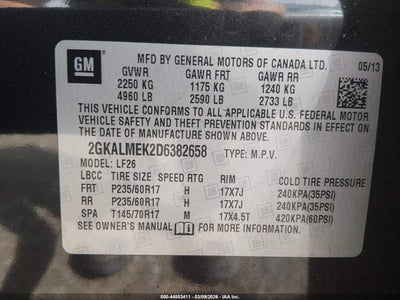 GM
MFD BY GENERAL MOTORS OF CANADA LTD.
05/13
GVWR GAWR FRT GAWR RR
2250 KG 1175 KG 1240 KG
4960 LB 2590 LB 2733 LB
THIS VEHICLE CONFORMS TO ALL APPLICABLE U.S. FEDERAL MOTOR
VEHICLE SAFETY AND THEFT PREVENTION STANDARDS IN EFFECT ON
THE DATE OF MANUFACTURE SHOWN ABOVE.
2GKALMEK2D6382658 TYPE: M.P.V.
MODEL: LF26
LBCC TIRE SIZE SPEED RTG RIM COLD TIRE PRESSURE
FRT P235/60R17 H 17X7J 240KPA(35PSI)
RR P235/60R17 H 17X7J 240KPA(35PSI)
SPA T145/70R17 M 17X4.5T 420KPA(60PSI)
SEE OWNER'S MANUAL FOR MORE INFORMATION.
000-44553411 - 03/09/2026 - IAAI Copyright